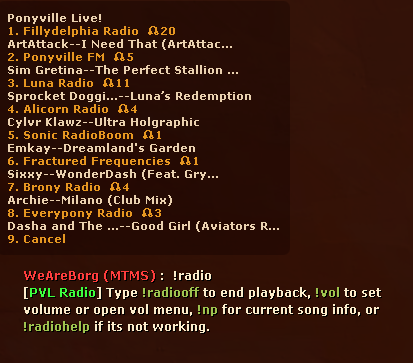 Ponyville Live!
1. Fillydelphia Radio ☊20
ArtAttack--I Need That (ArtAttac...
2. Ponyville FM ☊5
Sim Gretina--The Perfect Stallion ...
3. Luna Radio ☊11
Sprocket Doggi...--Luna's Redemption
4. Alicorn Radio ☊4
Cylvr Klawz--Ultra Holgraphic
5. Sonic RadioBoom ☊1
Emkay--Dreamland's Garden
6. Fractured Frequencies ☊1
Sixxy--WonderDash (Feat. Gry...
7. Brony Radio ☊4
Archie--Milano (Club Mix)
8. Everypony Radio ☊3
Dasha and The ...--Good Girl (Aviators R...
9. Cancel
WeAreBorg (MTMS) : !radio
[PVL Radio] Type !radiooff to end playback, !vol to set
volume or open vol menu, !np for current song info, or
!radiohelp if its not working.